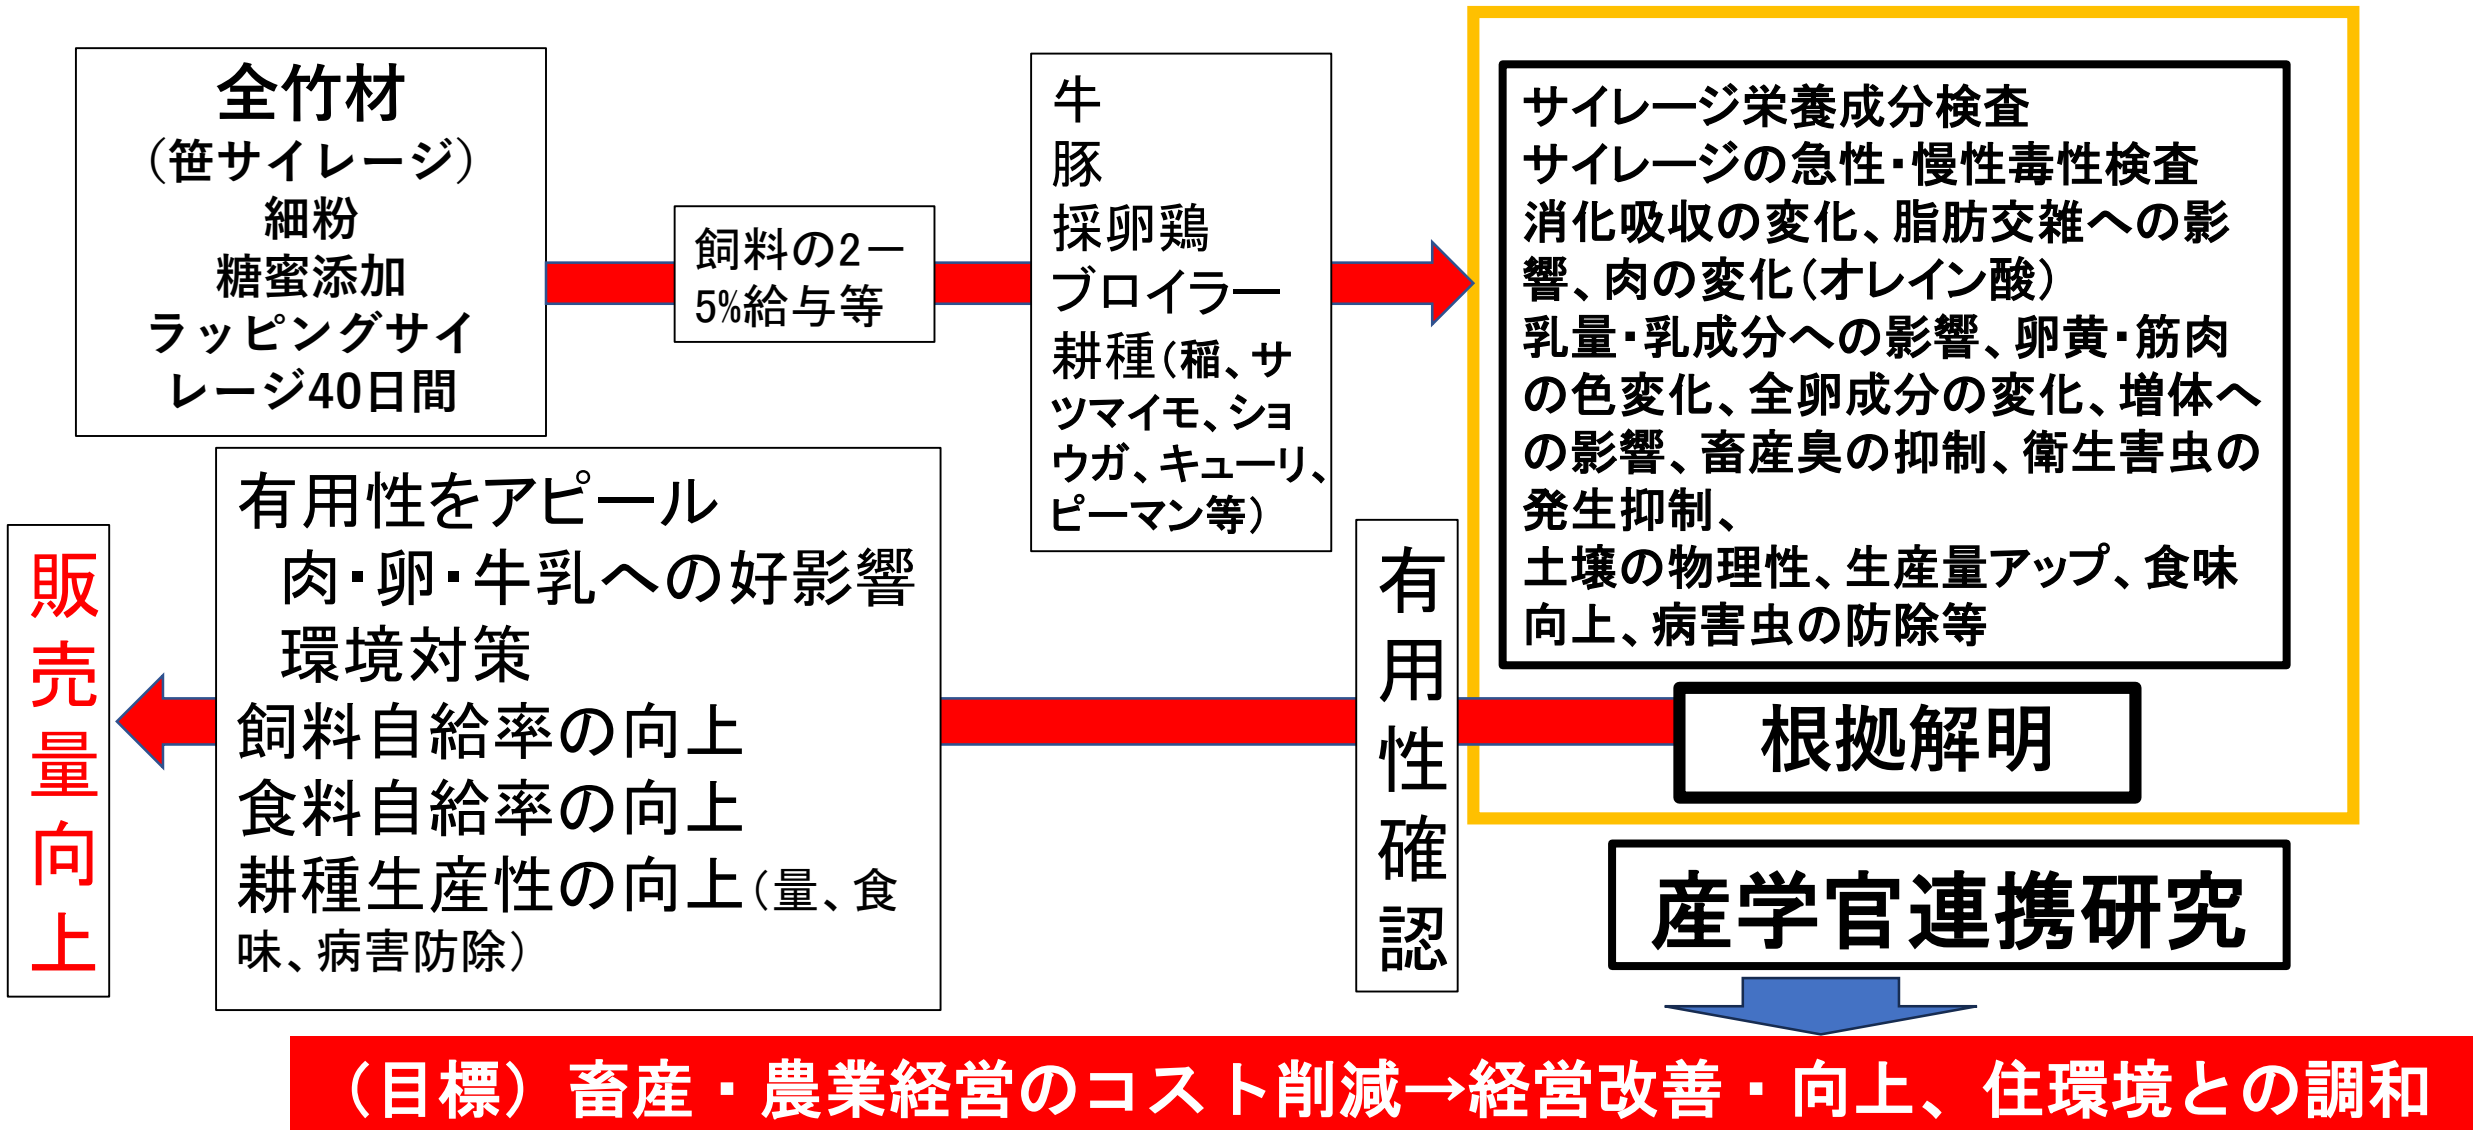 全竹材
（笹サイレージ）
細粉
糖蜜添加
ラッピングサイ
レージ40日間
飼料の2－
5%給与等
牛
豚
採卵鶏
ブロイラー
耕種（稲、サ
ツマイモ、ショ
ウガ、キューリ、
ピーマン等）
サイレージ栄養成分検査
サイレージの急性・慢性毒性検査
消化吸収の変化、脂肪交雑への影
響、肉の変化（オレイン酸）
乳量・乳成分への影響、卵黄・筋肉
の色変化、全卵成分の変化、増体へ
の影響、畜産臭の抑制、衛生害虫の
発生抑制、
土壌の物理性、生産量アップ、食味
向上、病害虫の防除等
根拠解明
産学官連携研究
有用性確認
有用性をアピール
肉・卵・牛乳への好影響
環境対策
飼料自給率の向上
食料自給率の向上
耕種生産性の向上（量、食
味、病害防除）
販売量向上
（目標）畜産・農業経営のコスト削減→経営改善・向上、住環境との調和